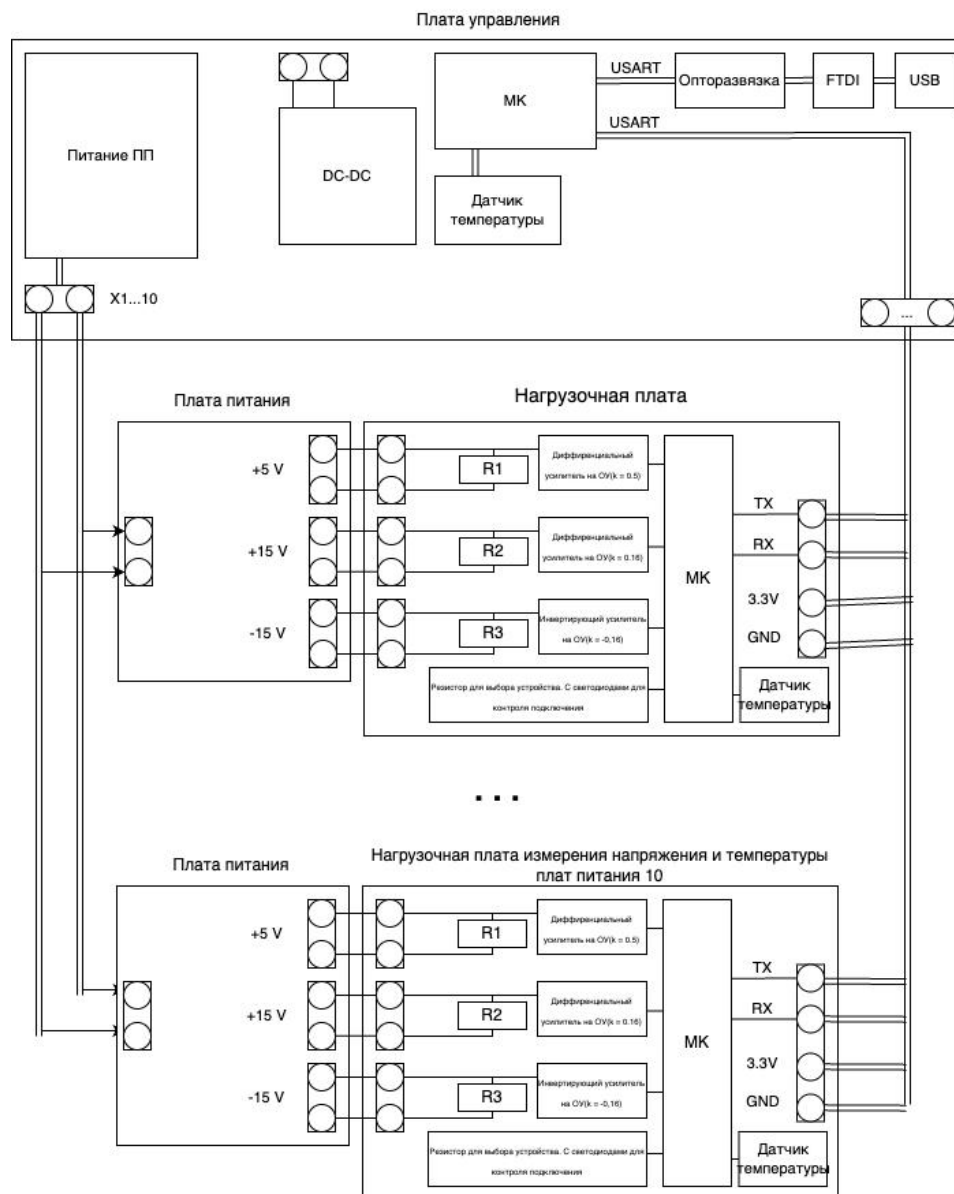 Плата управления
Питание ПП
DC-DC
МК
USART
Опторазвязка
FTDI
USB
USART
Датчик
температуры
X1...10
...
Плата питания
Нагрузочная плата
+5 V
R1
Диффиренциальный
усилитель на ОУ(k = 0.5)
+15 V
R2
Диффиренциальный
усилитель на ОУ(k = 0.16)
-15 V
R3
Инвертирующий усилитель
на ОУ(k = -0,16)
Резистор для выбора устройства. С светодиодами для
контроля подключения
МК
TX
RX
3.3V
GND
Датчик
температуры
...
Плата питания
Нагрузочная плата измерения напряжения и температуры
плат питания 10
+5 V
R1
Диффиренциальный
усилитель на ОУ(k = 0.5)
+15 V
R2
Диффиренциальный
усилитель на ОУ(k = 0.16)
-15 V
R3
Инвертирующий усилитель
на ОУ(k = -0,16)
Резистор для выбора устройства. С светодиодами для
контроля подключения
МК
TX
RX
3.3V
GND
Датчик
температуры